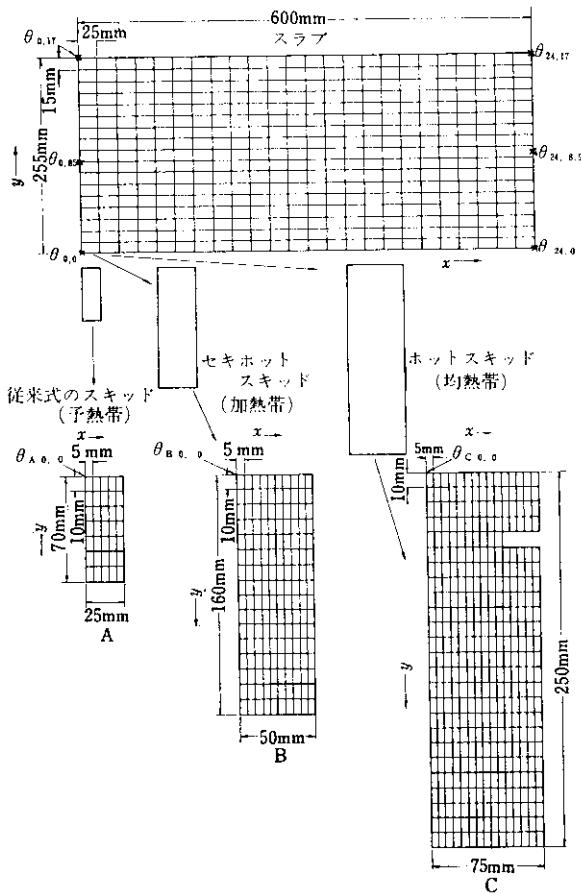 600mm
スラブ
θ0,17
25mm
θ24,17
15mm
255mm
y
θ0,85
θ24,8.5
θ0,0
x
θ24,0
従来式のスキッド
(予熱帯)
セキホット
スキッド
(加熱帯)
ホットスキッド
(均熱帯)
x
5mm
θA0,0
10mm
70mm
y
25mm
A
x
5mm
θB0,0
10mm
160mm
y
50mm
B
x
5mm
θC0,0
10mm
y
250mm
75mm
C